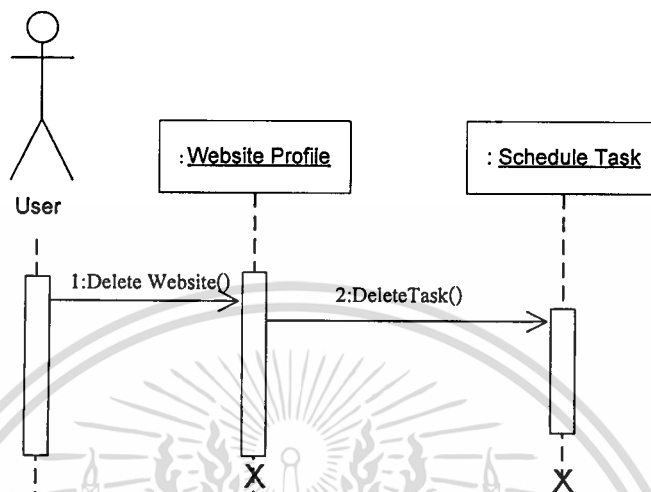 : Website Profile
: Schedule Task
User
1:Delete Website()
2:DeleteTask()
X
X